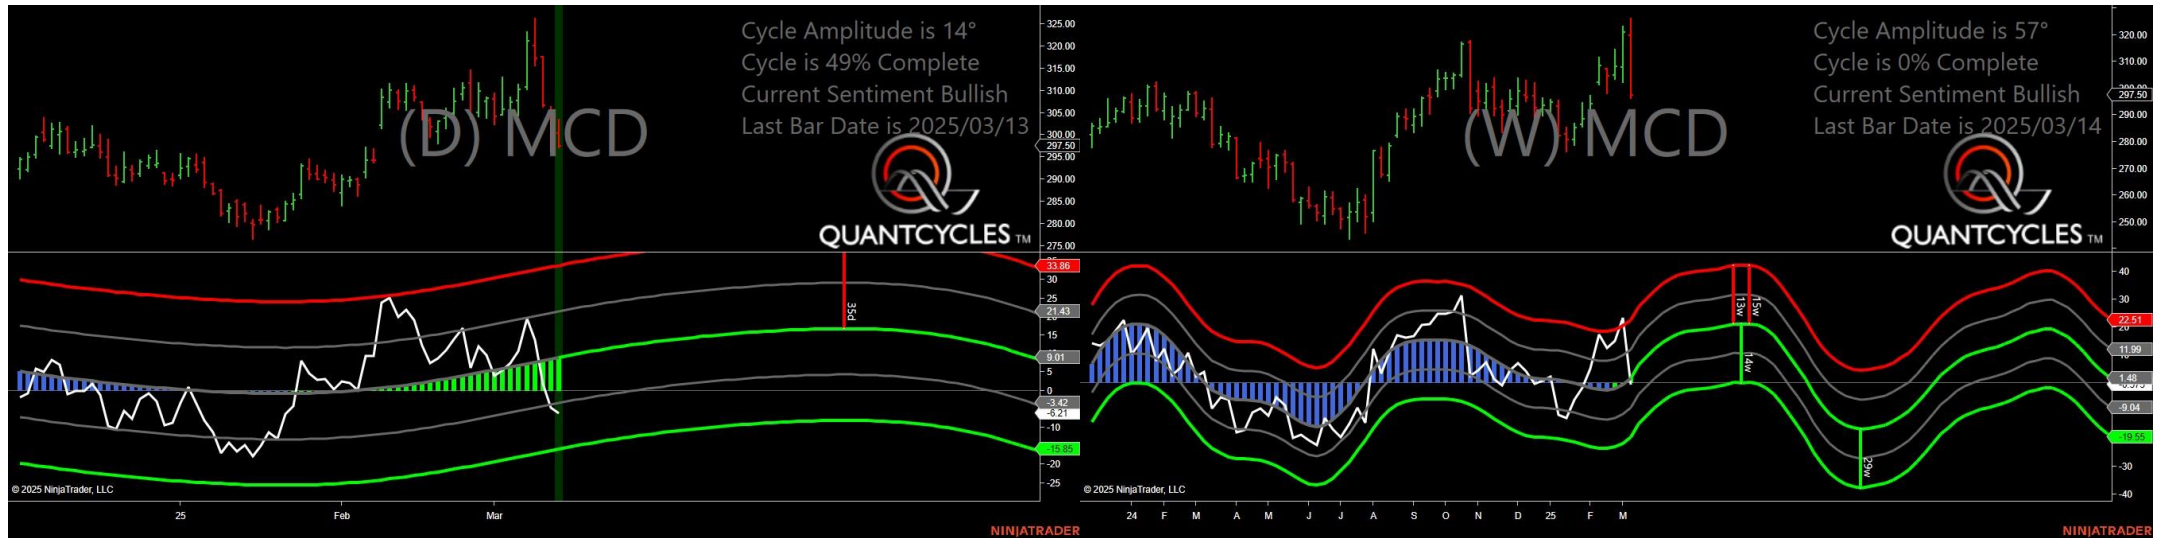 Cycle Amplitude is 14°
Cycle is 49% Complete
Current Sentiment Bullish
Last Bar Date is 2025/03/13
(D) MCD
QUANTCYCLES TM
325.00
320.00
315.00
310.00
305.00
300.00
297.50
295.00
290.00
285.00
280.00
275.00
33.86
30
25
21.43
15
9.01
5
0
-3.42
-6.21
-10
-15.85
-20
-25
35d
© 2025 NinjaTrader, LLC
25
Feb
Mar
NINJATRADER
Cycle Amplitude is 57°
Cycle is 0% Complete
Current Sentiment Bullish
Last Bar Date is 2025/03/14
(W) MCD
QUANTCYCLES TM
320.00
310.00
297.50
290.00
280.00
270.00
260.00
250.00
40
30
22.51
11.99
1.48
-9.04
-19.55
-30
-40
13w
15w
14w
29w
© 2025 NinjaTrader, LLC
24 F M A M J J A S O N D 25 F M
NINJATRADER